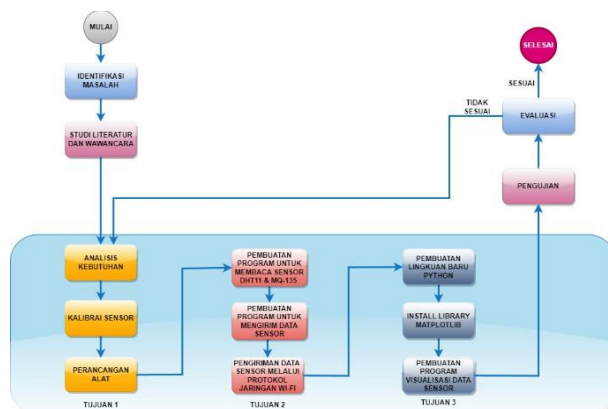 MULAI
IDENTIFIKASI
MASALAH
STUDI LITERATUR
DAN WAWANCARA
SELESAI
SESUAI
TIDAK
SESUAI
EVALUASI
PENGUJIAN
ANALISIS
KEBUTUHAN
KALIBRAI SENSOR
PERANCANGAN
ALAT
TUJUAN 1
PEMBUATAN
PROGRAM UNTUK
MEMBACA SENSOR
DHT11 & MQ-135
PEMBUATAN
PROGRAM UNTUK
MENGIRIM DATA
SENSOR
PENGIRIMAN DATA
SENSOR MELALUI
PROTOKOL
JARINGAN WI-FI
TUJUAN 2
PEMBUATAN
LINGKUAN BARU
PYTHON
INSTALL LIBRARY
MATPLOTLIB
PEMBUATAN
PROGRAM
VISUALISASI DATA
SENSOR
TUJUAN 3